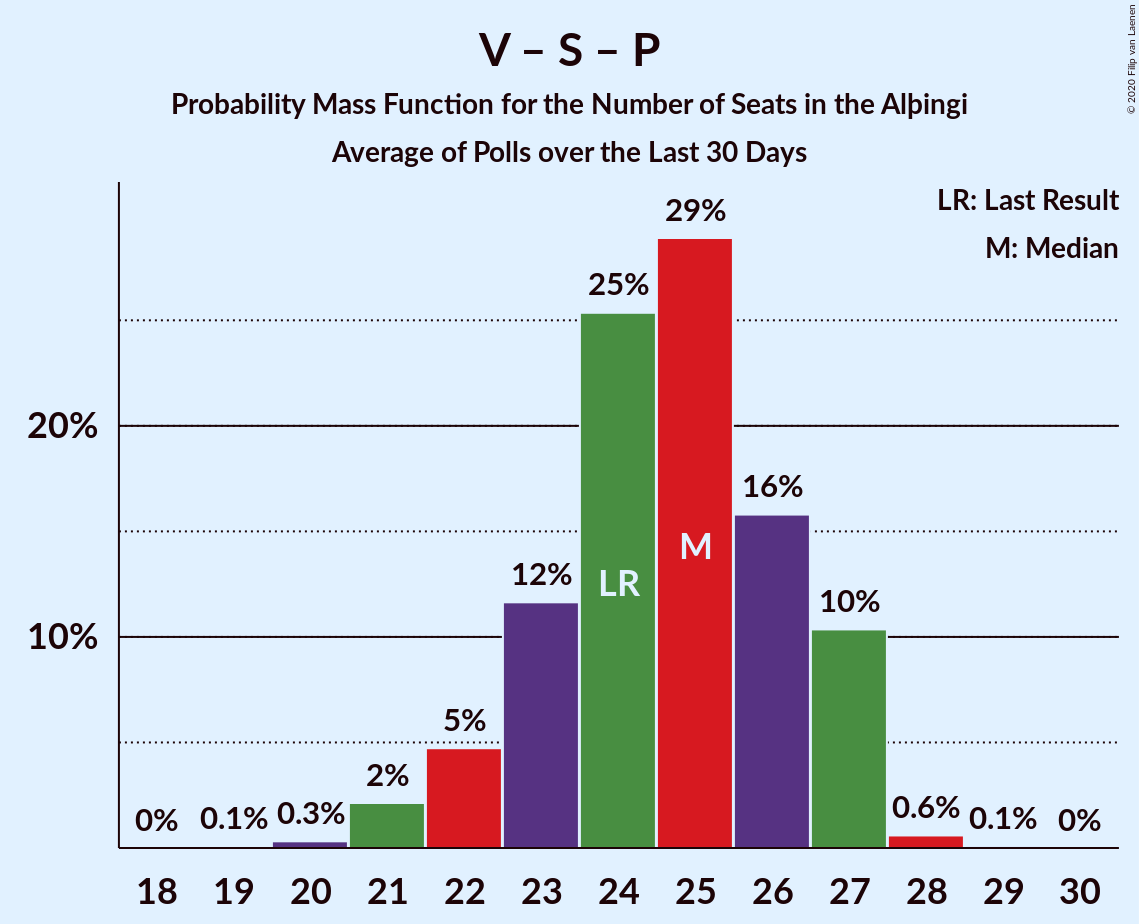 V – S – P
Probability Mass Function for the Number of Seats in the Alþingi
Average of Polls over the Last 30 Days
© 2020 Filip van Laenen
LR: Last Result
M: Median
20%
10%
0%
0.1%
0.3%
2%
5%
12%
25%
29%
16%
10%
0.6%
0.1%
0%
LR
M
18 19 20 21 22 23 24 25 26 27 28 29 30